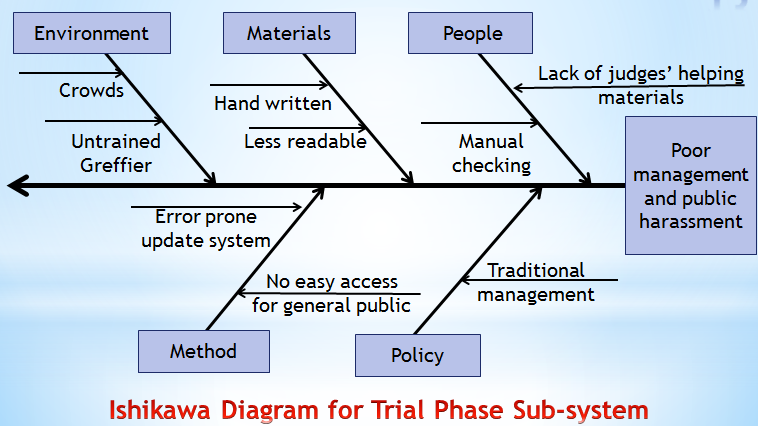 Environment
Materials
People
Crowds
Untrained
Greffier
Hand written
Less readable
Lack of judges’ helping
materials
Manual
checking
Poor
management
and public
harassment
Error prone
update system
No easy access
for general public
Traditional
management
Method
Policy
Ishikawa Diagram for Trial Phase Sub-system